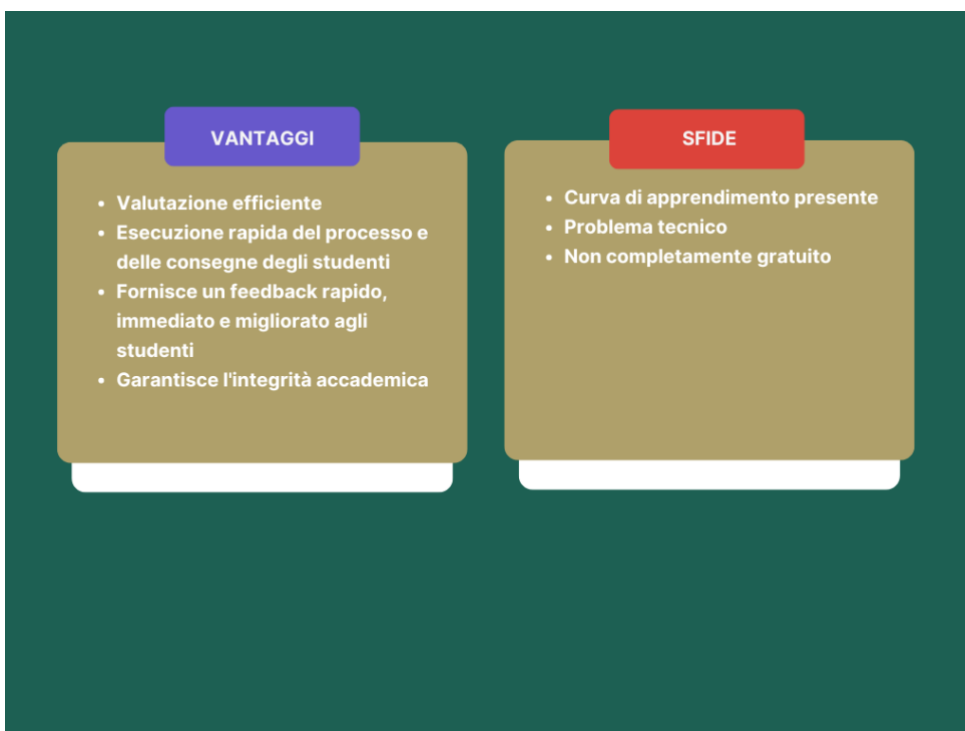 VANTAGGI
• Valutazione efficiente
• Esecuzione rapida del processo e
delle consegne degli studenti
• Fornisce un feedback rapido,
immediato e migliorato agli
studenti
• Garantisce l'integrità accademica
SFIDE
• Curva di apprendimento presente
• Problema tecnico
• Non completamente gratuito